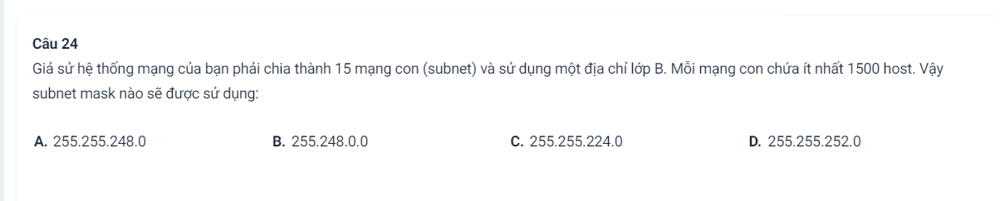 Câu 24
Giả sử hệ thống mạng của bạn phải chia thành 15 mạng con (subnet) và sử dụng một địa chỉ lớp B. Mỗi mạng con chứa ít nhất 1500 host. Vậy
subnet mask nào sẽ được sử dụng:
A. 255.255.248.0 B. 255.248.0.0 C. 255.255.224.0 D. 255.255.252.0